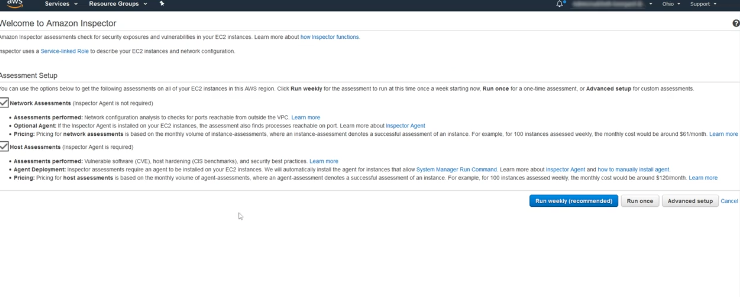 aws Services Resource Groups Ohio Support
Welcome to Amazon Inspector
Amazon Inspector assessments check for security exposures and vulnerabilities in your EC2 instances. Learn more about how Inspector functions.
Inspector uses a Service-linked Role to describe your EC2 instances and network configuration.
Assessment Setup
You can use the options below to get the following assessments on all of your EC2 instances in this AWS region. Click Run weekly for the assessment to run at this time once a week starting now, Run once for a one-time assessment, or Advanced setup for custom assessments.
Network Assessments (Inspector Agent is not required)
• Assessments performed: Network configuration analysis to checks for ports reachable from outside the VPC. Learn more
• Optional Agent: If the Inspector Agent is installed on your EC2 instances, the assessment also finds processes reachable on port. Learn more about Inspector Agent
• Pricing: Pricing for network assessments is based on the monthly volume of instance-assessments, where an instance-assessment denotes a successful assessment of an instance. For example, for 100 instances assessed weekly, the monthly cost would be around $61/month. Learn more
Host Assessments (Inspector Agent is required)
• Assessments performed: Vulnerable software (CVE), host hardening (CIS benchmarks), and security best practices. Learn more
• Agent Deployment: Inspector assessments require an agent to be installed on your EC2 instances. We will automatically install the agent for instances that allow System Manager Run Command. Learn more about Inspector Agent and how to manually install agent
• Pricing: Pricing for host assessments is based on the monthly volume of agent-assessments, where an agent-assessment denotes a successful assessment of an instance. For example, for 100 instances assessed weekly, the monthly cost would be around $120/month. Learn more
Run weekly (recommended) Run once Advanced setup Cancel